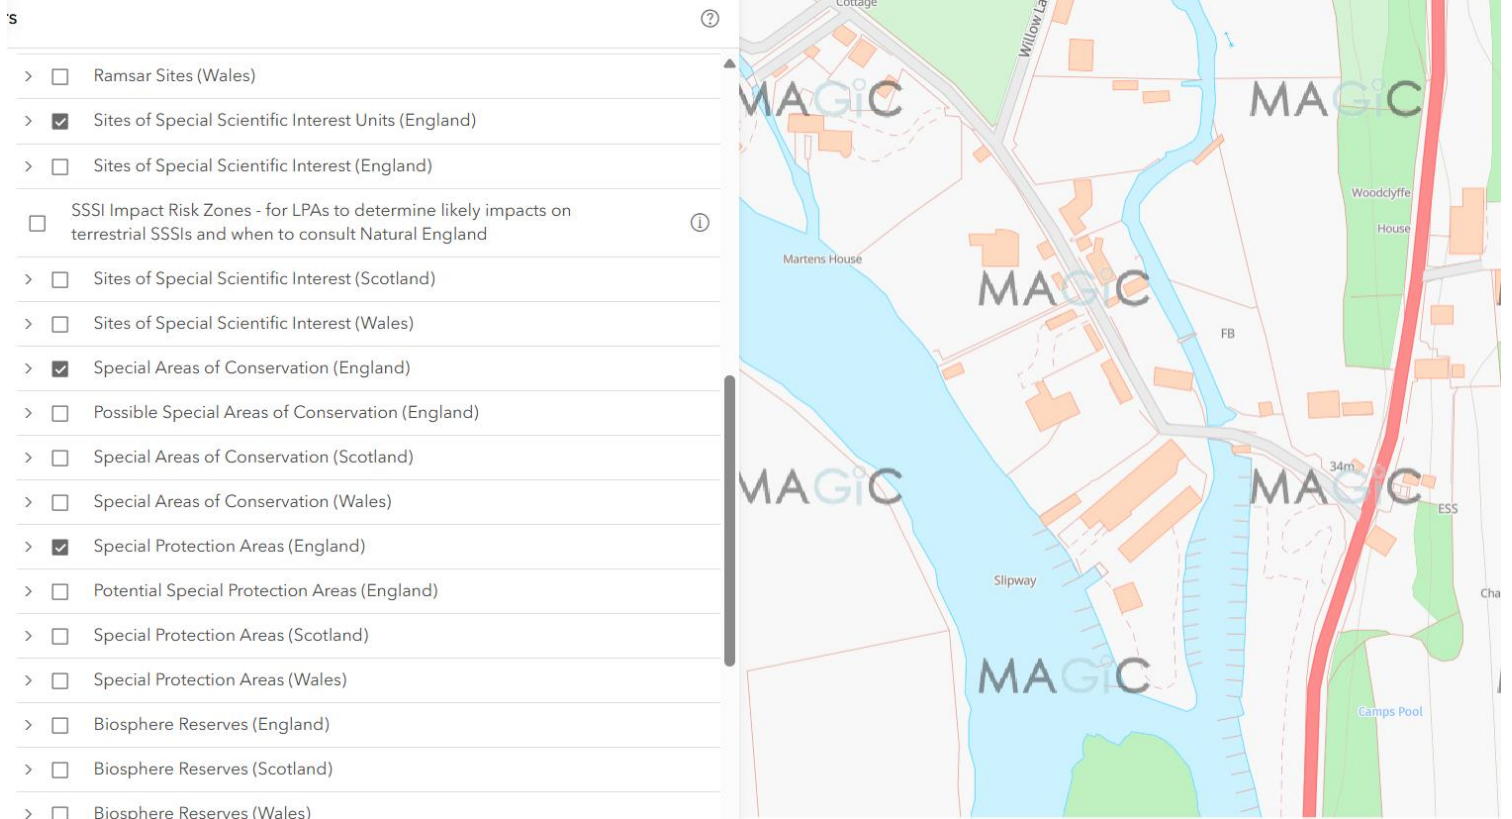 rs
Ramsar Sites (Wales)
Sites of Special Scientific Interest Units (England)
Sites of Special Scientific Interest (England)
SSSI Impact Risk Zones - for LPAs to determine likely impacts on
terrestrial SSSIs and when to consult Natural England
Sites of Special Scientific Interest (Scotland)
Sites of Special Scientific Interest (Wales)
Special Areas of Conservation (England)
Possible Special Areas of Conservation (England)
Special Areas of Conservation (Scotland)
Special Areas of Conservation (Wales)
Special Protection Areas (England)
Potential Special Protection Areas (England)
Special Protection Areas (Scotland)
Special Protection Areas (Wales)
Biosphere Reserves (England)
Biosphere Reserves (Scotland)
Biosphere Reserves (Wales)
Cottage
Willow La
MAGiC
MAGiC
Woodclyffe
House
Martens House
MAGiC
FB
34m
MAGiC
MAGiC
ESS
Slipway
Cha
MAGiC
Camps Pool